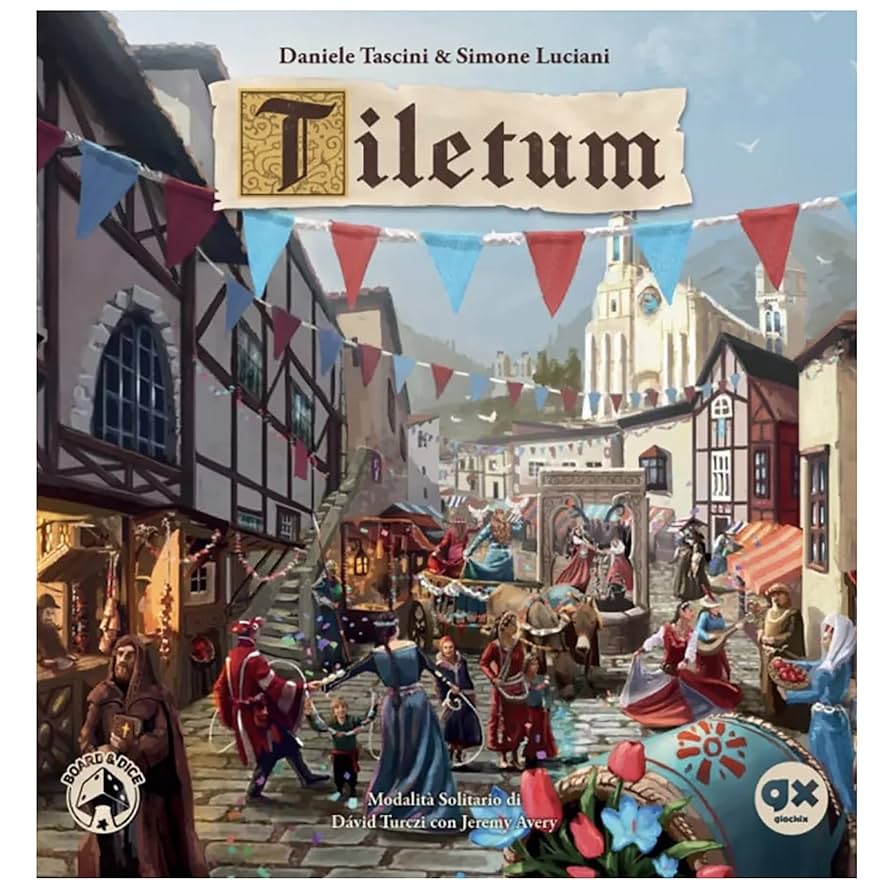 Daniele Tascini & Simone Luciani
Tiletum
BOARD & DICE
Modalità Solitario di
Dávid Turczi con Jeremy Avery
gx
giochix